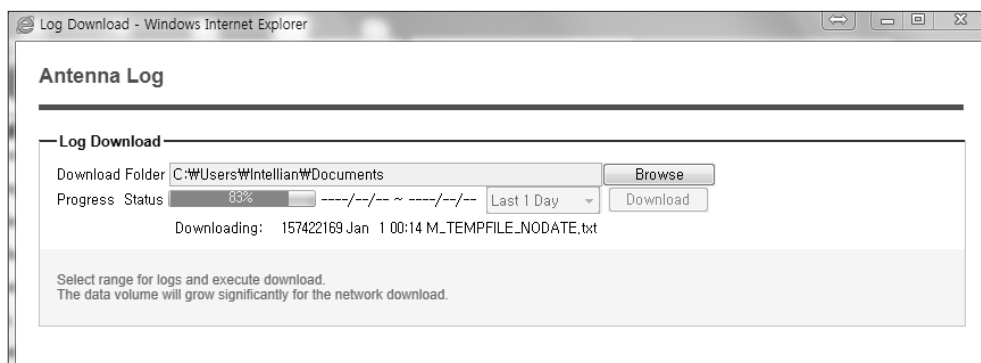 Log Download - Windows Internet Explorer
Antenna Log
Log Download
Download Folder C:₩Users₩Intellian₩Documents Browse
Progress Status 83% ----/--/-- ~ ----/--/-- Last 1 Day Download
Downloading: 157422169 Jan 1 00:14 M_TEMPFILE_NODATE.txt
Select range for logs and execute download.
The data volume will grow significantly for the network download.